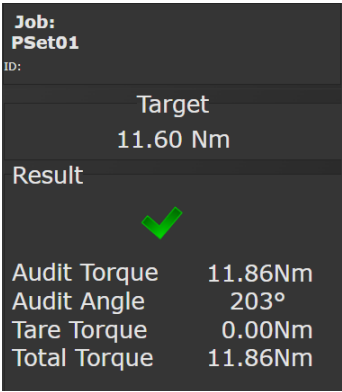 Job:
PSet01
ID:
Target
11.60 Nm
Result
Audit Torque 11.86Nm
Audit Angle 203°
Tare Torque 0.00Nm
Total Torque 11.86Nm